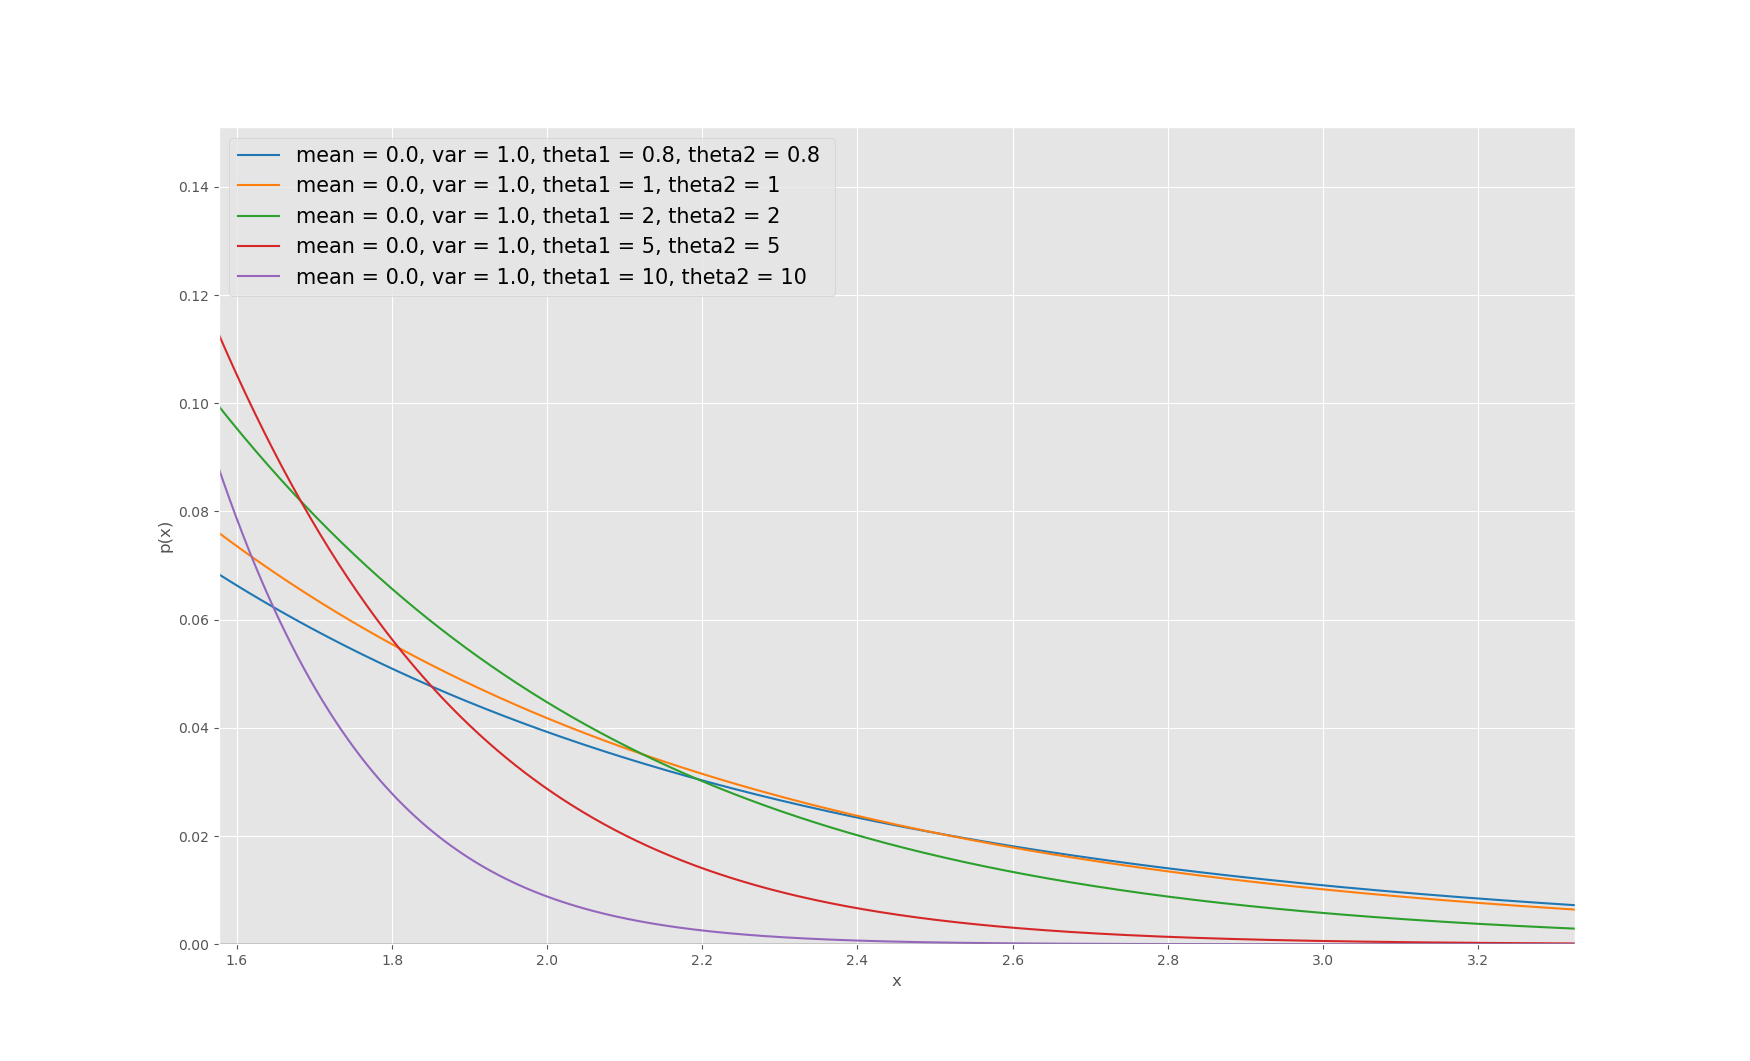 mean = 0.0, var = 1.0, theta1 = 0.8, theta2 = 0.8
mean = 0.0, var = 1.0, theta1 = 1, theta2 = 1
mean = 0.0, var = 1.0, theta1 = 2, theta2 = 2
mean = 0.0, var = 1.0, theta1 = 5, theta2 = 5
mean = 0.0, var = 1.0, theta1 = 10, theta2 = 10
0.14
0.12
0.10
0.08
0.06
0.04
0.02
0.00
p(x)
1.6 1.8 2.0 2.2 2.4 2.6 2.8 3.0 3.2
x